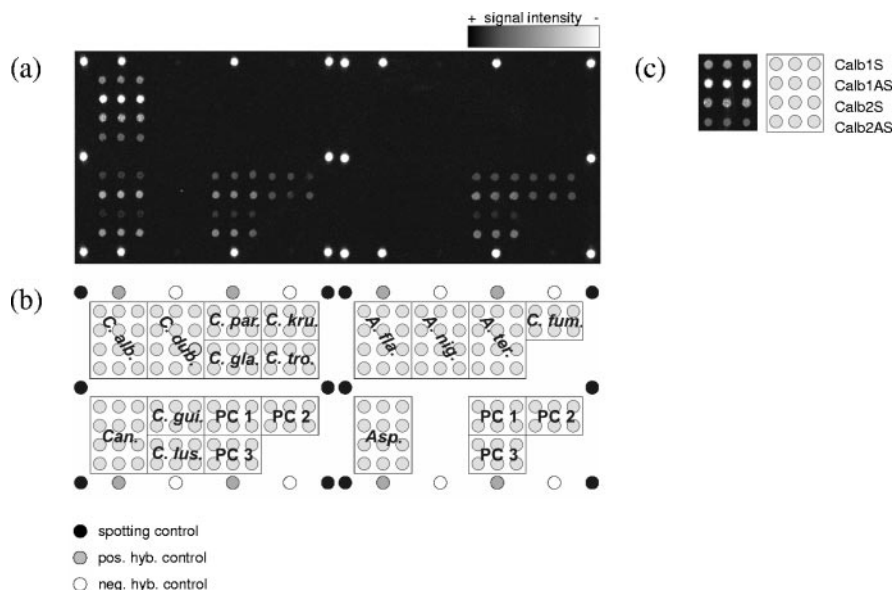 + signal intensity -
(a)
(c)
Calb1S
Calb1AS
Calb2S
Calb2AS
(b)
C. alb.
C. dub.
C. par.
C. kru.
C. gla.
C. tro.
A. fla.
A. nig.
A. ter.
C. fum.
Can.
C. gui.
PC 1
PC 2
C. lus.
PC 3
Asp.
PC 1
PC 2
PC 3
spotting control
pos. hyb. control
neg. hyb. control